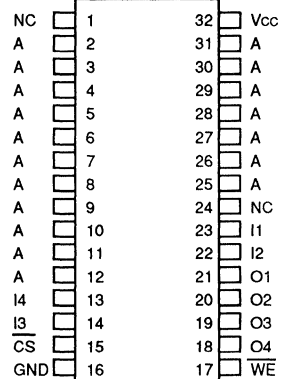 NC 1 32 Vcc
A 2 31 A
A 3 30 A
A 4 29 A
A 5 28 A
A 6 27 A
A 7 26 A
A 8 25 A
A 9 24 NC
A 10 23 I1
A 11 22 I2
A 12 21 O1
I4 13 20 O2
I3 14 19 O3
C̅S̅ 15 18 O4
GND 16 17 W̅E̅